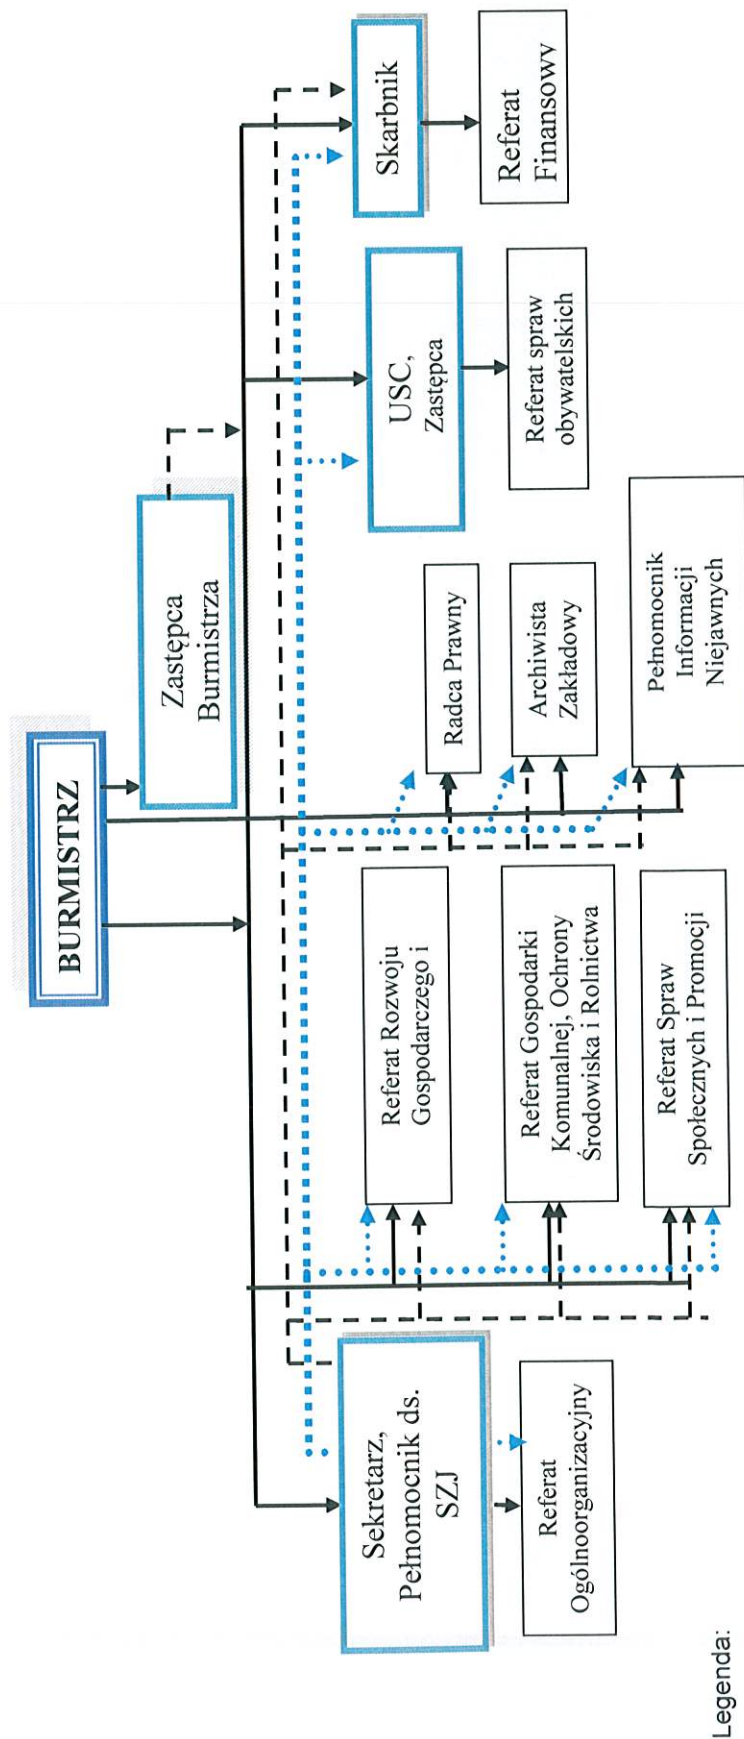 BURMISTRZ
Zastępca
Burmistrza
Sekretarz,
Pełnomocnik ds.
SZJ
Referat
Ogólnoorganizacyjny
Referat Rozwoju
Gospodarczego i
Referat Gospodarki
Komunalnej, Ochrony
Środowiska i Rolnictwa
Referat Spraw
Społecznych i Promocji
Radca Prawny
Archiwista
Zakładowy
Pełnomocnik
Informacji
Niejawnych
USC,
Zastępca
Referat spraw
obywatelskich
Skarbnik
Referat
Finansowy
Legenda: